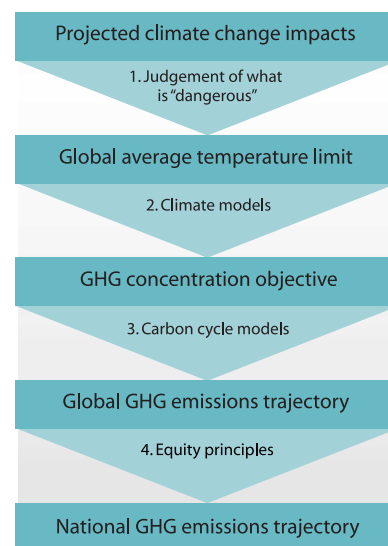 Projected climate change impacts
1. Judgement of what
is “dangerous”
Global average temperature limit
2. Climate models
GHG concentration objective
3. Carbon cycle models
Global GHG emissions trajectory
4. Equity principles
National GHG emissions trajectory